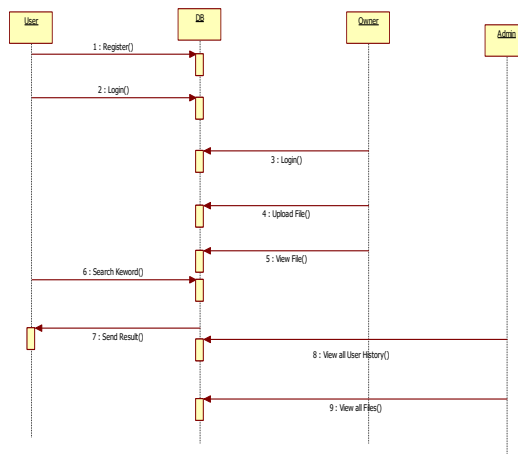 User
DB
Owner
Admin
1 : Register()
2 : Login()
3 : Login()
4 : Upload File()
5 : View File()
6 : Search Keword()
7 : Send Result()
8 : View all User History()
9 : View all Files()